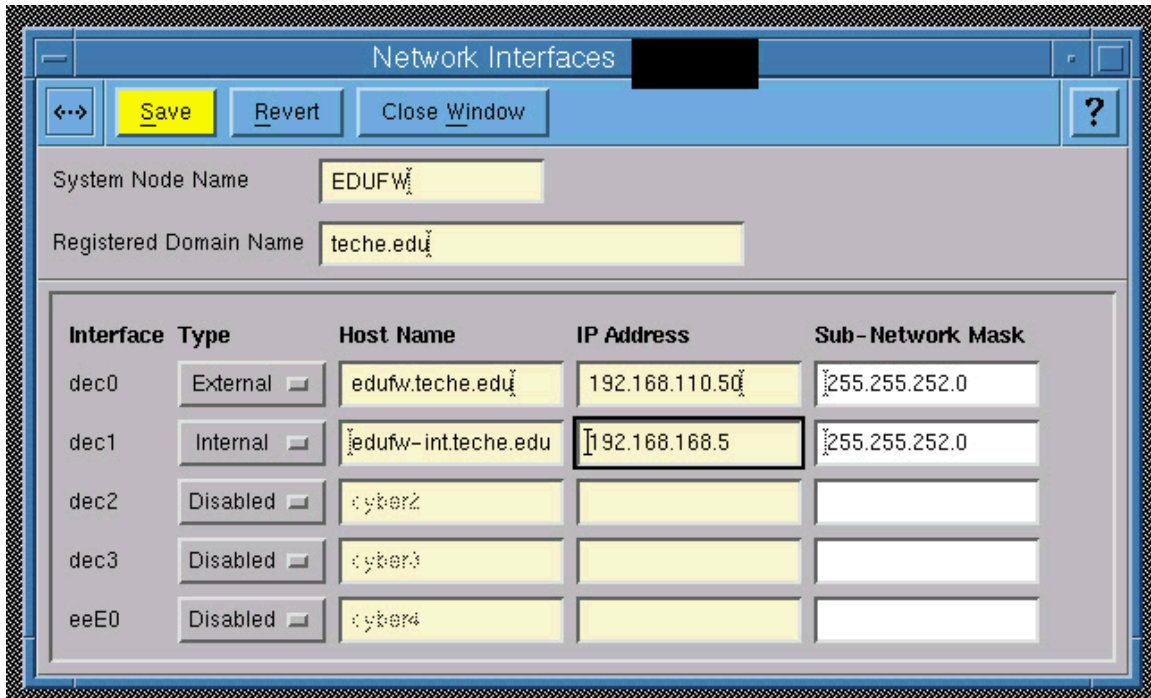 Network Interfaces
<··> Save Revert Close Window ?
System Node Name EDUFW
Registered Domain Name teche.edu
Interface Type Host Name IP Address Sub-Network Mask
dec0 External edufw.teche.edu 192.168.110.50 255.255.252.0
dec1 Internal edufw-int.teche.edu 192.168.168.5 255.255.252.0
dec2 Disabled cyber2
dec3 Disabled cyber3
eeE0 Disabled cyber4